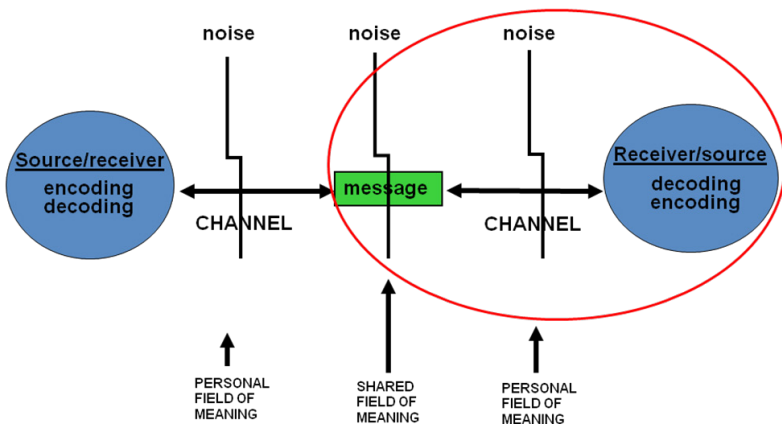 noise
noise
noise
Source/receiver
encoding
decoding
message
Receiver/source
decoding
encoding
CHANNEL
CHANNEL
PERSONAL
FIELD OF
MEANING
SHARED
FIELD OF
MEANING
PERSONAL
FIELD OF
MEANING